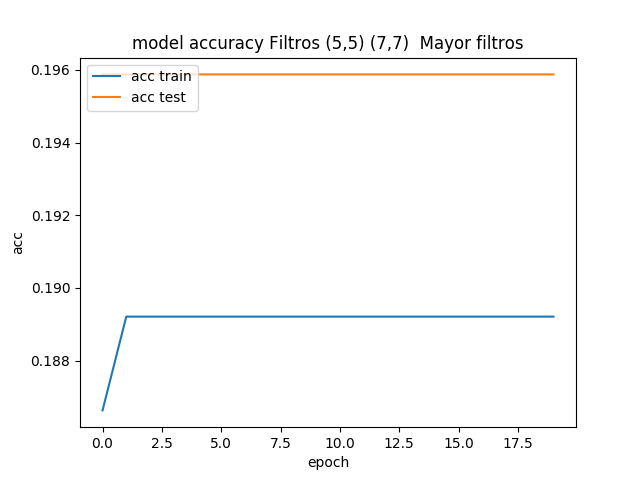 model accuracy Filtros (5,5) (7,7)  Mayor filtros
acc train
acc test
0.196
0.194
0.192
0.190
0.188
acc
0.0 2.5 5.0 7.5 10.0 12.5 15.0 17.5
epoch